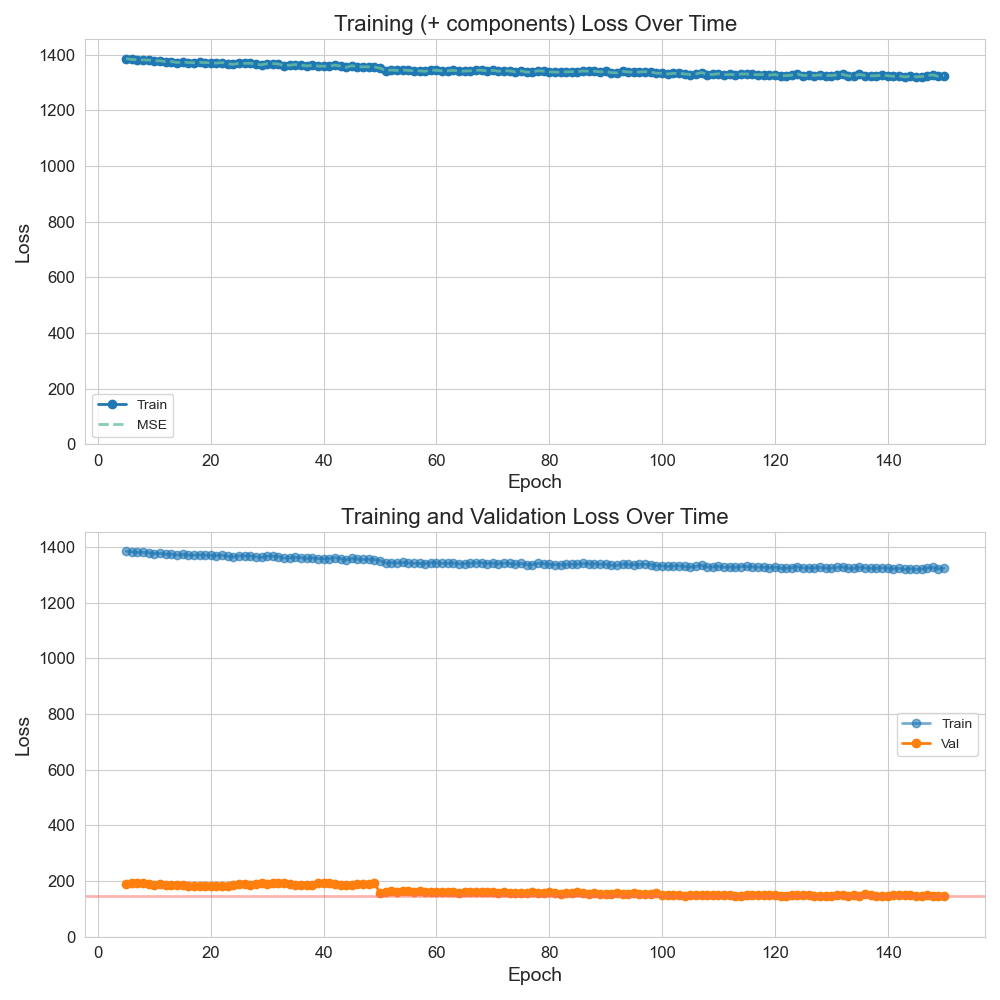 Training (+ components) Loss Over Time
1400
1200
1000
800
600
400
200
0
Loss
Train
MSE
0 20 40 60 80 100 120 140
Epoch
Training and Validation Loss Over Time
1400
1200
1000
800
600
400
200
0
Loss
Train
Val
0 20 40 60 80 100 120 140
Epoch